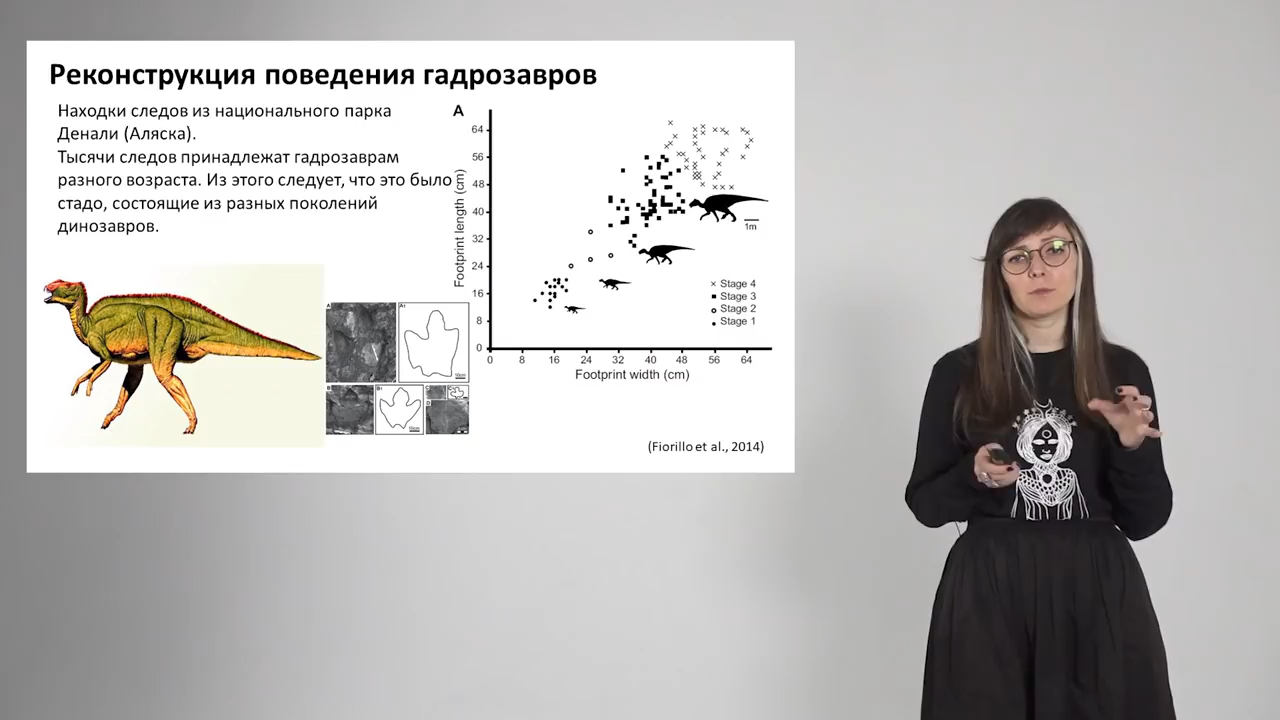 Реконструкция поведения гадрозавров
Находки следов из национального парка
Денали (Аляска).
Тысячи следов принадлежат гадрозаврам
разного возраста. Из этого следует, что это было
стадо, состоящие из разных поколений
динозавров.
A
Footprint length (cm)
64
56
48
40
32
24
16
8
0
0 8 16 24 32 40 48 56 64
Footprint width (cm)
1m
Stage 4
Stage 3
Stage 2
Stage 1
(Fiorillo et al., 2014)